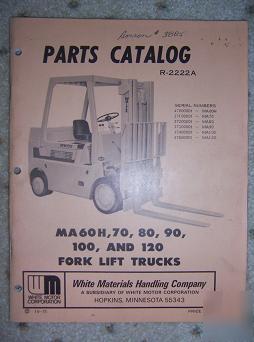 PARTS CATALOG
R-2222A
SERIAL NUMBERS
MA60H, 70, 80, 90,
100, AND 120
FORK LIFT TRUCKS
WM
WHITE MOTOR
CORPORATION
White Materials Handling Company
A SUBSIDIARY OF WHITE MOTOR CORPORATION
HOPKINS, MINNESOTA 55343